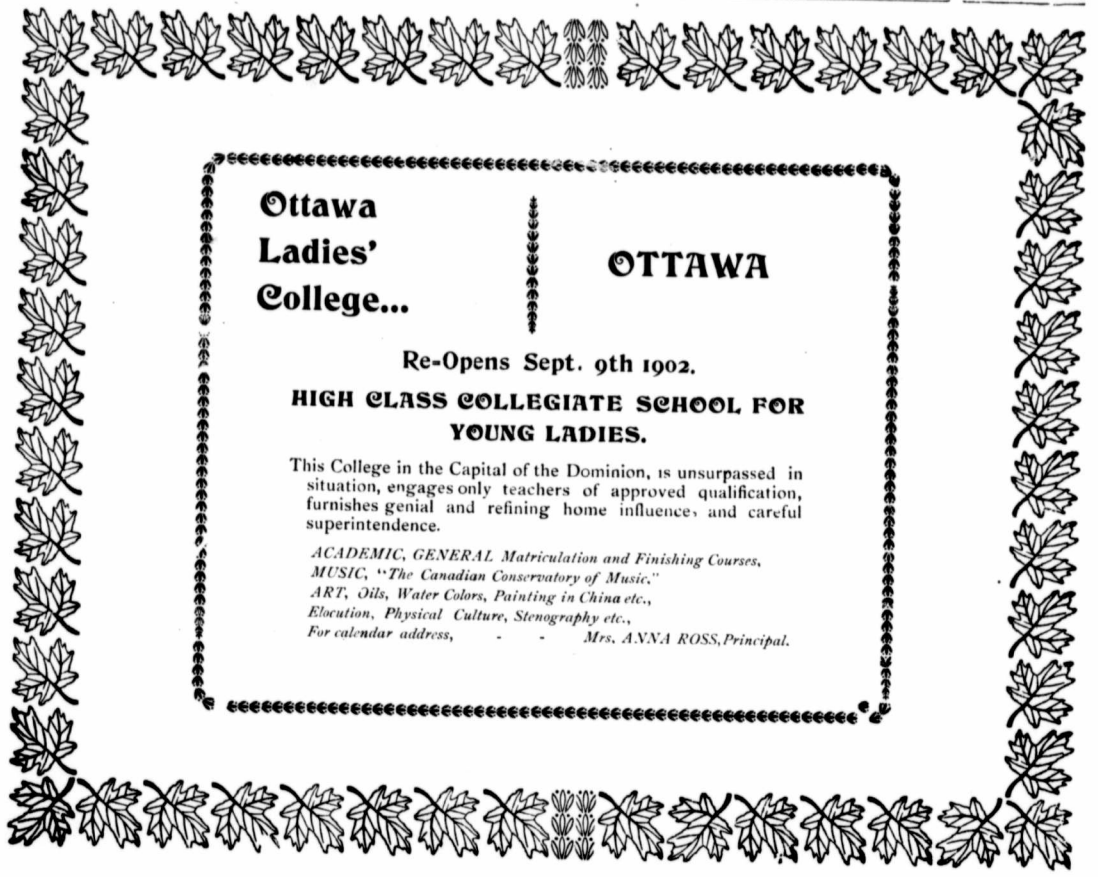 Ottawa
Ladies'
College...
OTTAWA
Re-Opens Sept. 9th 1902.
HIGH CLASS COLLEGIATE SCHOOL FOR
YOUNG LADIES.
This College in the Capital of the Dominion, is unsurpassed in
situation, engages only teachers of approved qualification,
furnishes genial and refining home influence, and careful
superintendence.
ACADEMIC, GENERAL Matriculation and Finishing Courses,
MUSIC, "The Canadian Conservatory of Music."
ART, Oils, Water Colors, Painting in China etc.,
Elocution, Physical Culture, Stenography etc.,
For calendar address, - - Mrs. ANNA ROSS, Principal.